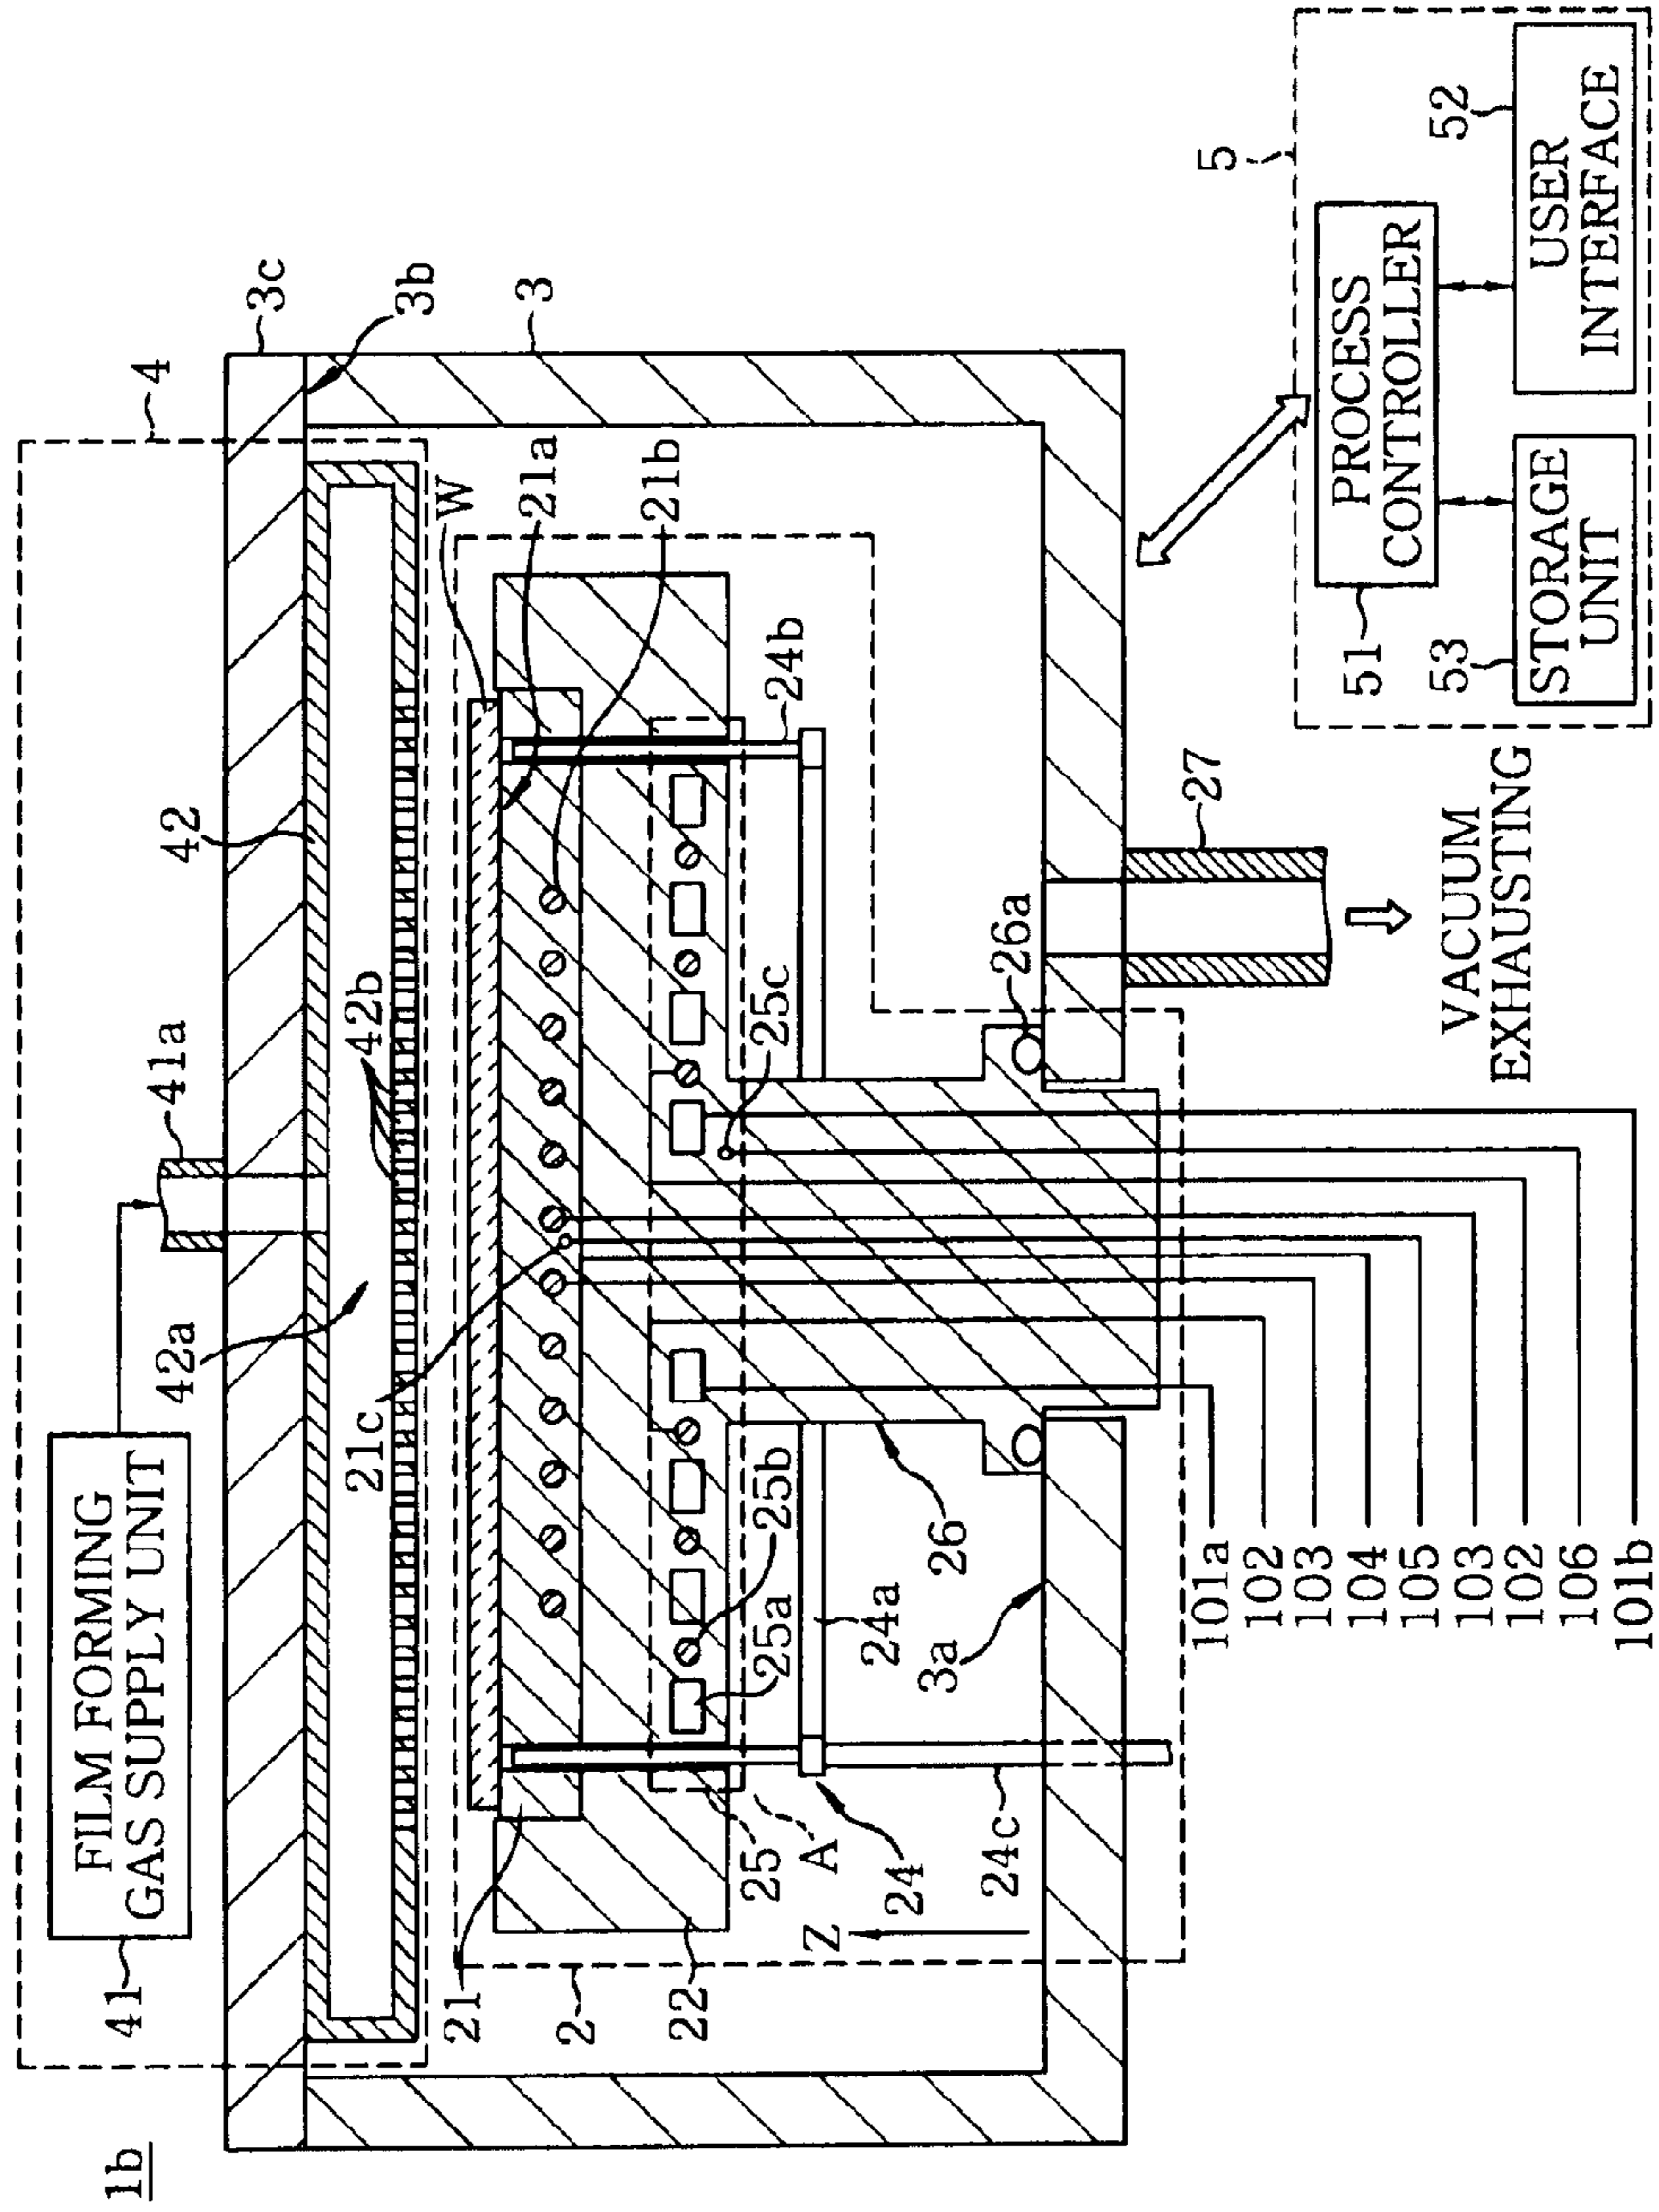 1b
41
FILM FORMING
GAS SUPPLY UNIT
41a
42
42a
42b
21c
4
3c
3b
3
W
21a
21b
24b
21
2
22
25
A
24
Z
24c
25a
25b
24a
3a
26
25c
26a
27
VACUUM
EXHAUSTING
101a
102
103
104
105
103
102
106
101b
5
51
PROCESS
CONTROLLER
53
STORAGE
UNIT
52
USER
INTERFACE